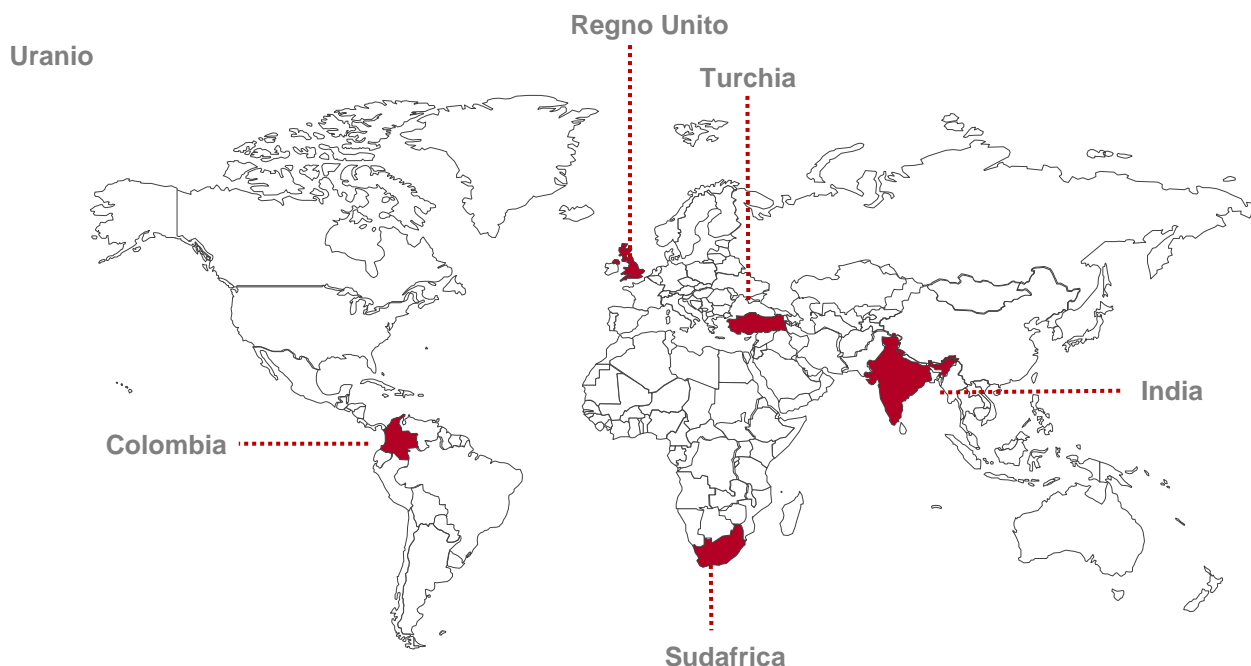 Regno Unito
Uranio
Turchia
India
Colombia
Sudafrica